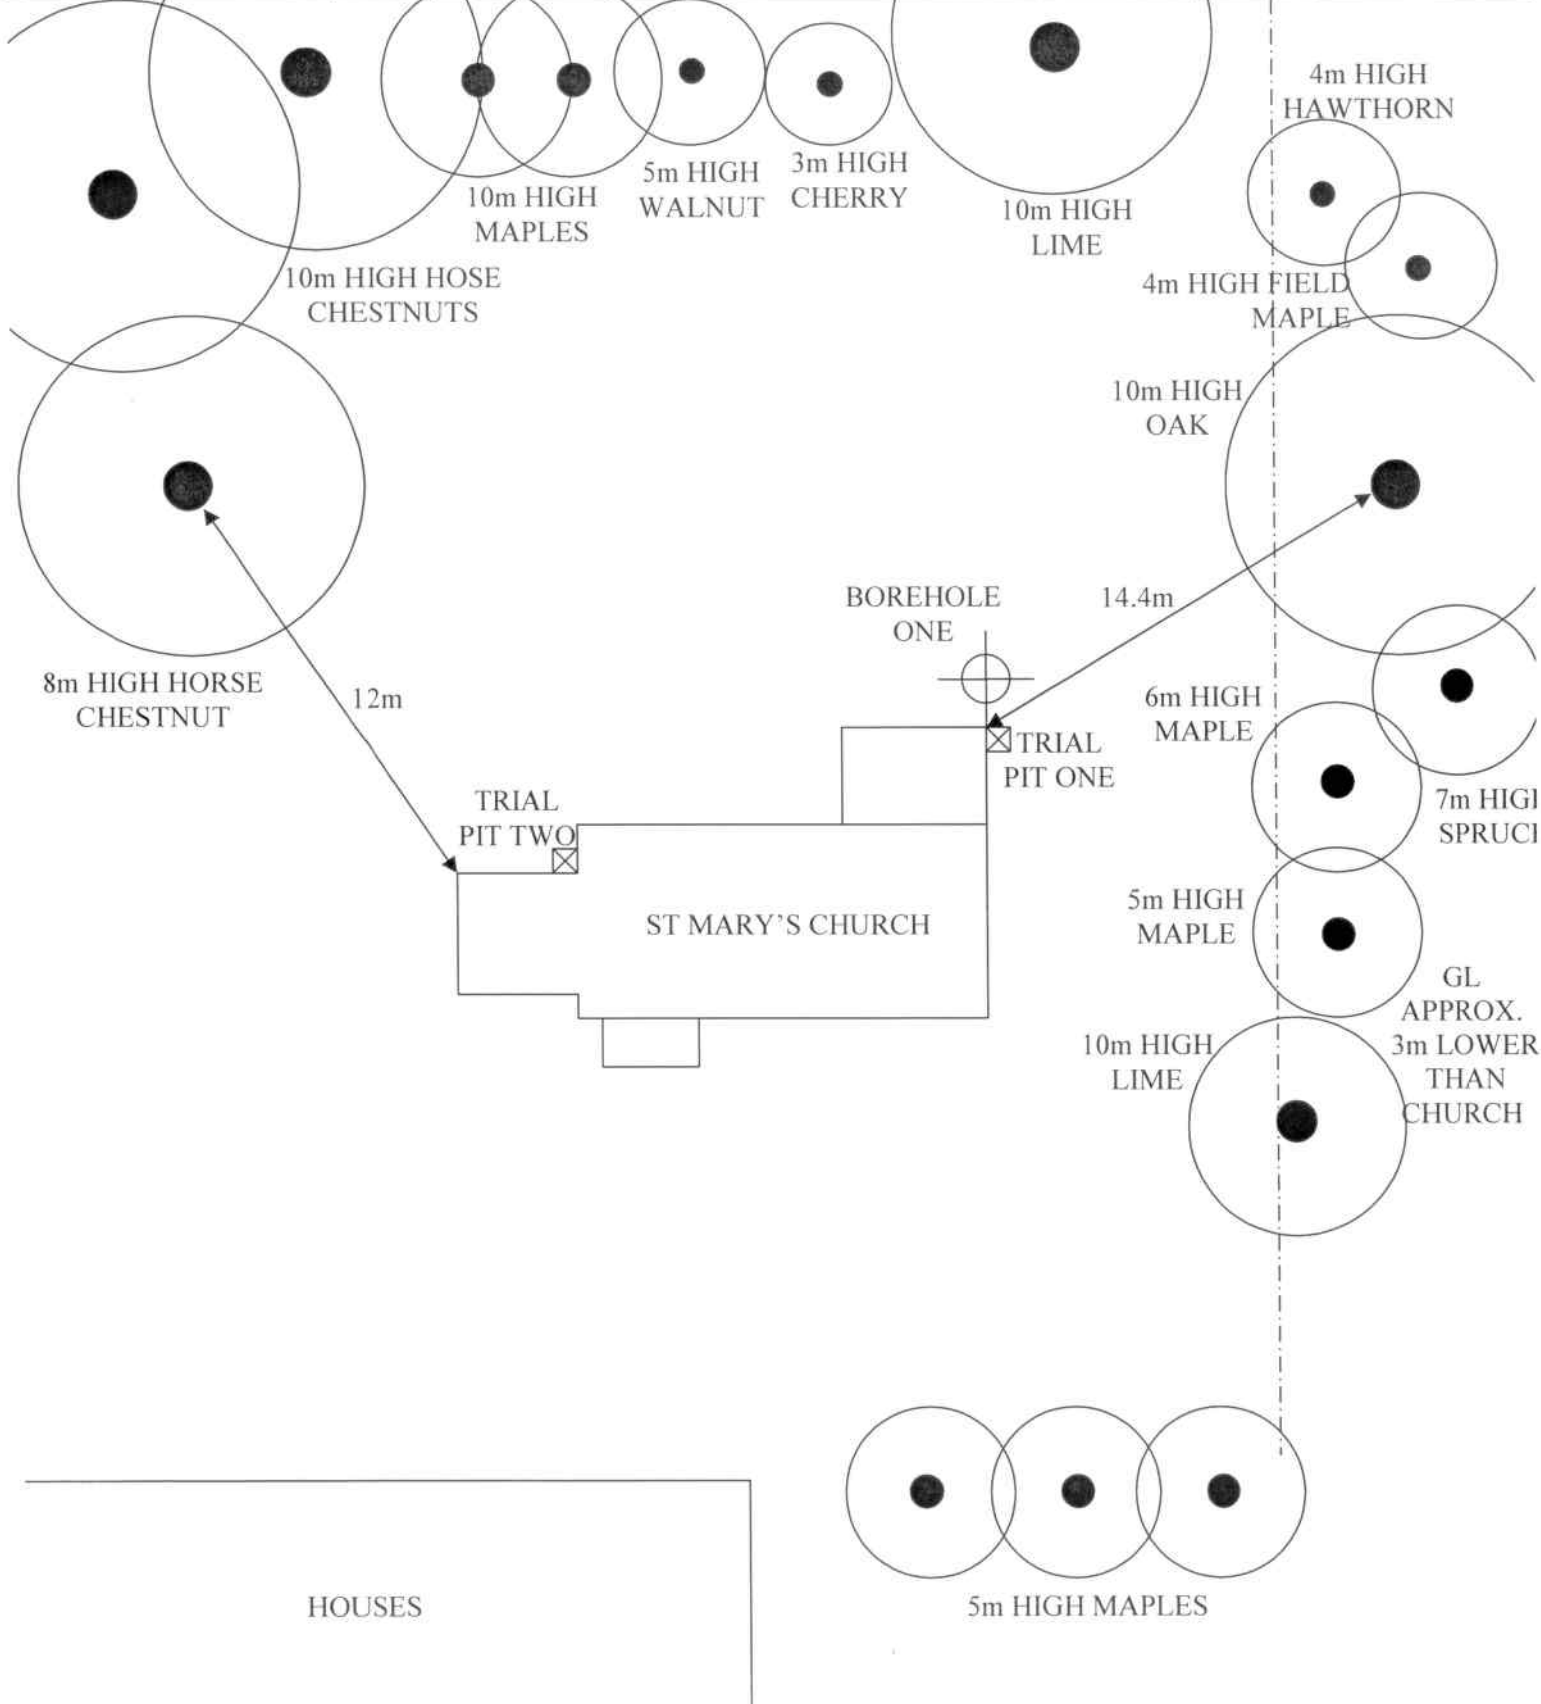 4m HIGH
HAWTHORN
3m HIGH
CHERRY
5m HIGH
WALNUT
10m HIGH
MAPLES
10m HIGH
LIME
10m HIGH HOSE
CHESTNUTS
4m HIGH FIELD
MAPLE
10m HIGH
OAK
BOREHOLE
ONE
14.4m
8m HIGH HORSE
CHESTNUT
12m
6m HIGH
MAPLE
TRIAL
PIT ONE
TRIAL
PIT TWO
7m HIGH
SPRUCE
ST MARY'S CHURCH
5m HIGH
MAPLE
GL
APPROX.
3m LOWER
THAN
CHURCH
10m HIGH
LIME
HOUSES
5m HIGH MAPLES